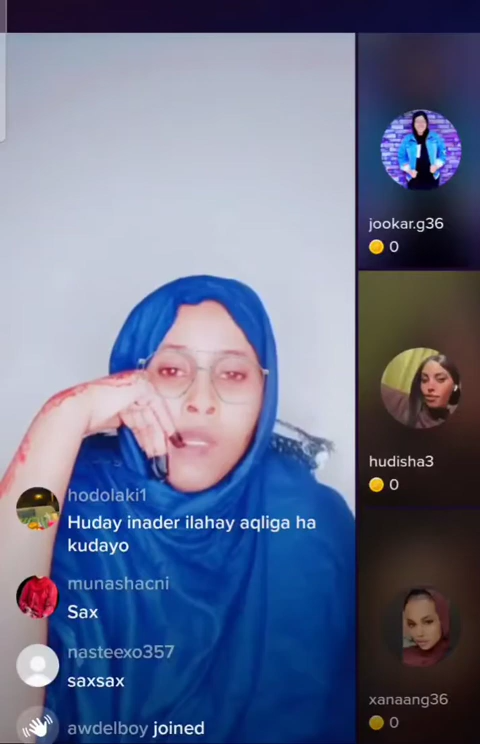 jookar.g36
0
hudisha3
0
hodolaki1
Huday inader ilahay aqliga ha
kudayo
munashacni
Sax
nasteexo357
saxsax
awdelboy joined
xanaang36
0